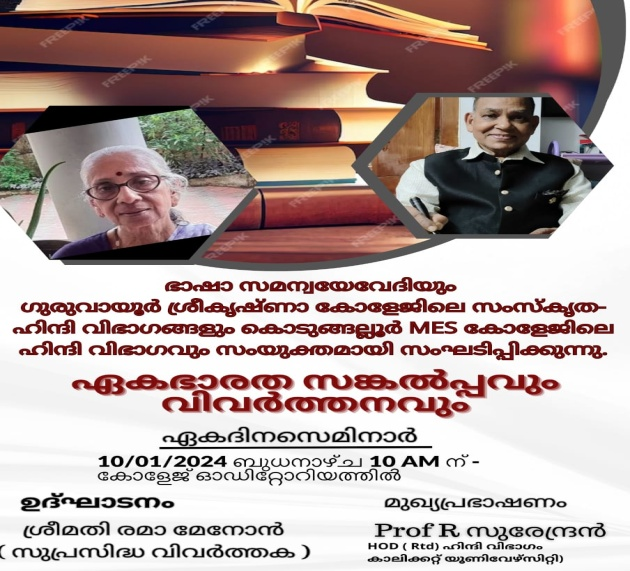 ഭാഷാ സമന്വയവേദിയും
ഗുരുവായൂർ ശ്രീകൃഷ്ണാ കോളേജിലെ സംസ്കൃത-
ഹിന്ദി വിഭാഗങ്ങളും കൊടുങ്ങല്ലൂർ MES കോളേജിലെ
ഹിന്ദി വിഭാഗവും സംയുക്തമായി സംഘടിപ്പിക്കുന്നു.
ഏകഭാരത സങ്കൽപ്പവും
വിവർത്തനവും
ഏകദിനസെമിനാർ
10/01/2024 ബുധനാഴ്ച 10 AM ന് -
കോളേജ് ഓഡിറ്റോറിയത്തിൽ
ഉദ്ഘാടനം
ശ്രീമതി രമാ മേനോൻ
( സുപ്രസിദ്ധ വിവർത്തക )
മുഖ്യപ്രഭാഷണം
Prof R സുരേന്ദ്രൻ
HOD ( Rtd) ഹിന്ദി വിഭാഗം
കാലിക്കറ്റ് യൂണിവേഴ്സിറ്റി)